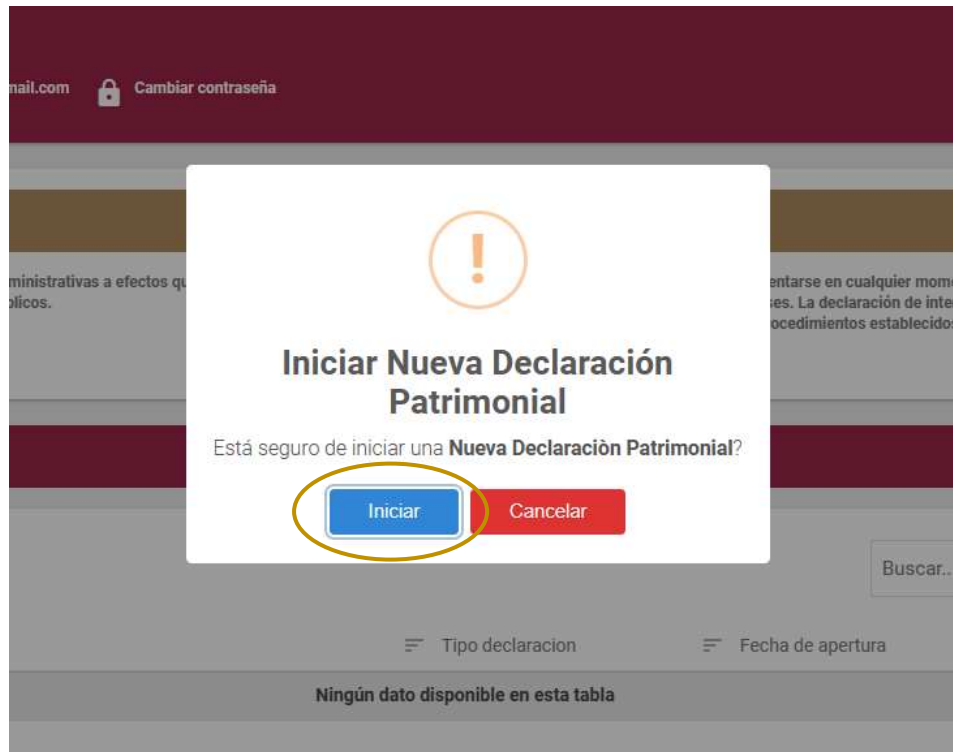 mail.com Cambiar contraseña
!
ministrativas a efectos qu
entarse en cualquier mom
blicos.
ses. La declaración de inte
ocedimientos establecidos
Iniciar Nueva Declaración
Patrimonial
Está seguro de iniciar una Nueva Declaraciòn Patrimonial?
Iniciar Cancelar
Buscar..
Tipo declaracion Fecha de apertura
Ningún dato disponible en esta tabla